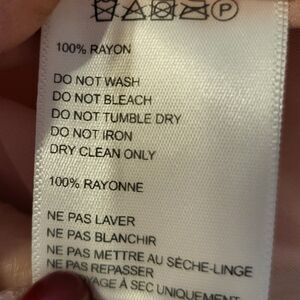 100% RAYON
DO NOT WASH
DO NOT BLEACH
DO NOT TUMBLE DRY
DO NOT IRON
DRY CLEAN ONLY
100% RAYONNE
NE PAS LAVER
NE PAS BLANCHIR
NE PAS METTRE AU SÈCHE-LINGE
NE PAS REPASSER
À SEC UNIQUEMENT